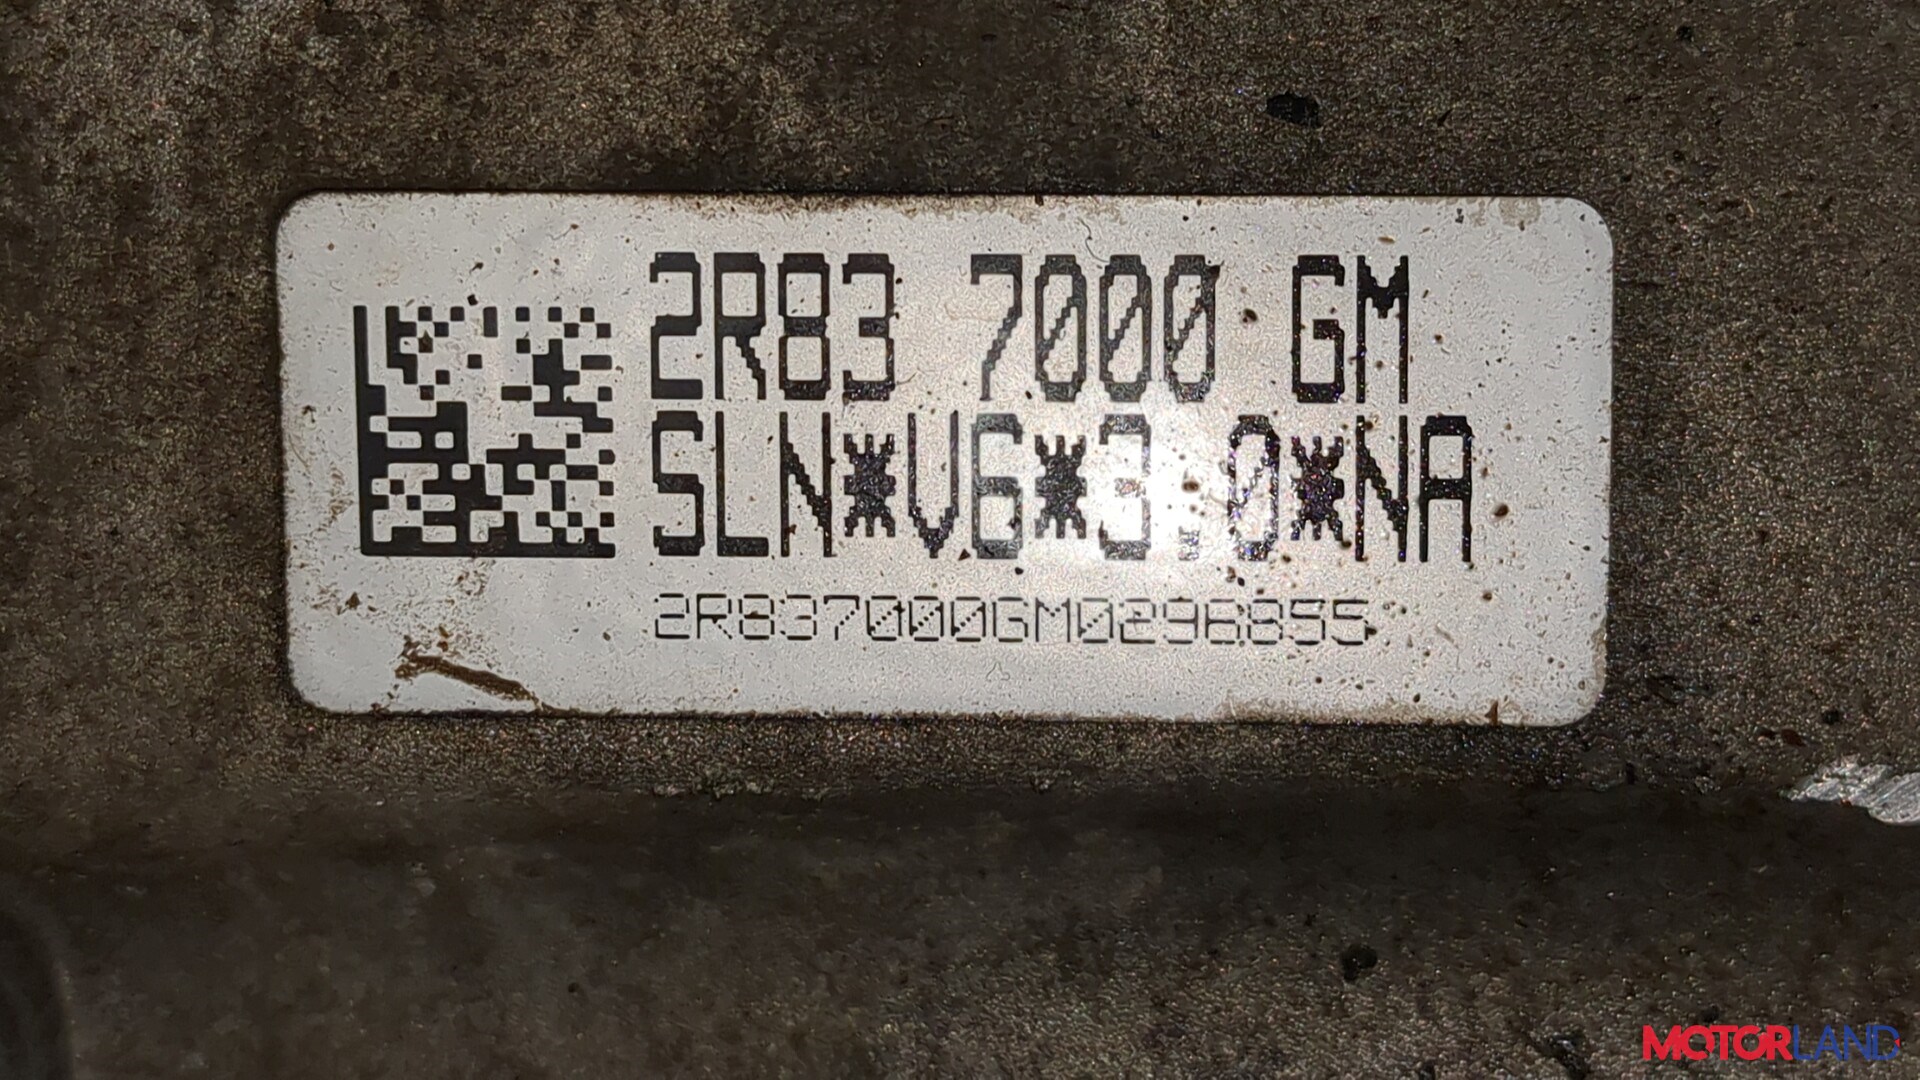 2R83 7000 GM
SLN*V6*3.0*NA
2R837000GM0296855
MOTORLAND